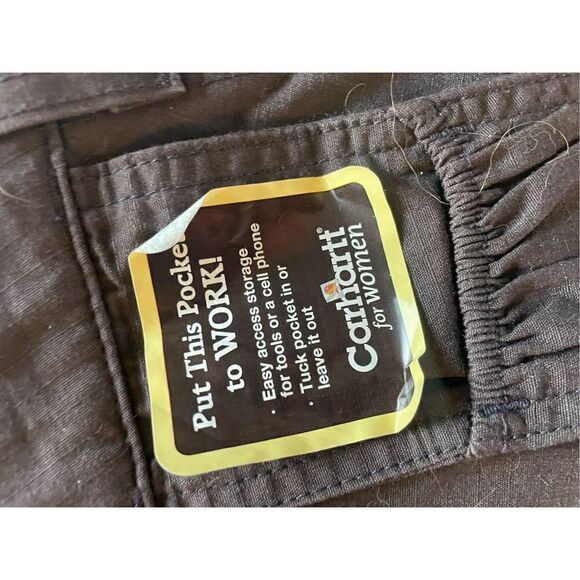 Put This Pocket
to WORK!
· Easy access storage
for tools or a cell phone
· Tuck pocket in or
leave it out
Carhartt
for women